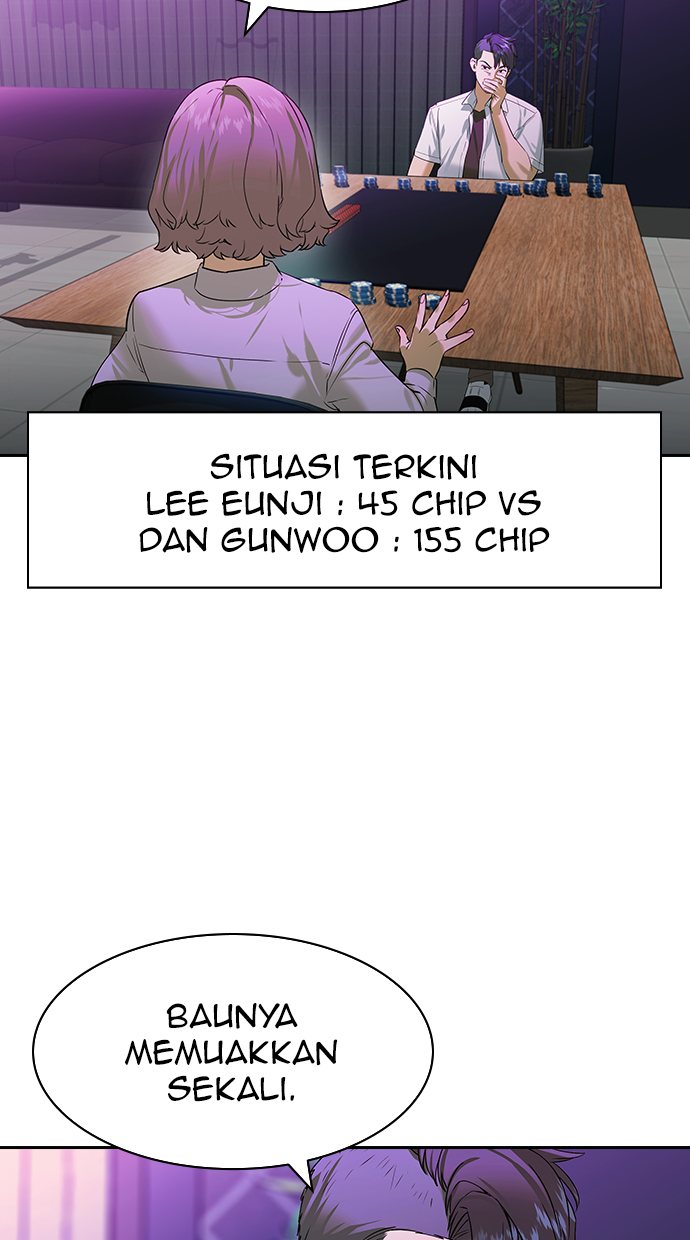 SITUASI TERKINI
LEE EUNJI : 45 CHIP VS
DAN GUNWOO : 155 CHIP
BAUNYA
MEMUAKKAN
SEKALI.